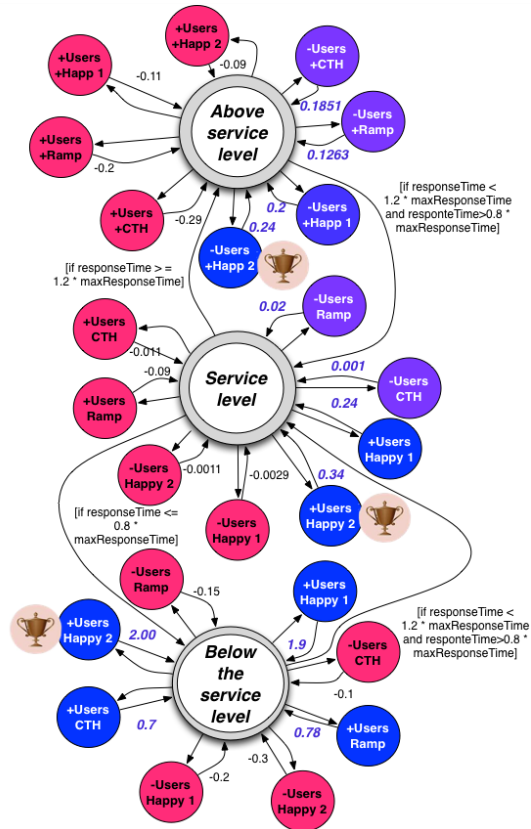 +Users
+Happ 2
-0.09
-Users
+CTH
+Users
+Happ 1
-0.11
0.1851
Above
service
level
-Users
+Ramp
+Users
+Ramp
-0.2
0.1263
[if responseTime <
1.2 * maxResponseTime
and responteTime>0.8 *
maxResponseTime]
+Users
+CTH
-0.29
0.2
0.24
-Users
+Happ 1
-Users
+Happ 2
[if responseTime >=
1.2 * maxResponseTime]
0.02
-Users
Ramp
+Users
CTH
-0.011
Service
level
0.001
-Users
CTH
-0.09
+Users
Ramp
0.24
+Users
Happy 1
-Users
Happy 2
-0.0011
-0.0029
0.34
+Users
Happy 2
-Users
Happy 1
[if responseTime <=
0.8 *
maxResponseTime]
-Users
Ramp
-0.15
+Users
Happy 1
[if responseTime <
1.2 * maxResponseTime
and responteTime>0.8 *
maxResponseTime]
+Users
Happy 2
2.00
1.9
-Users
CTH
Below
the
service
level
-0.1
+Users
CTH
0.7
0.78
+Users
Ramp
-Users
Happy 1
-0.2
-0.3
-Users
Happy 2